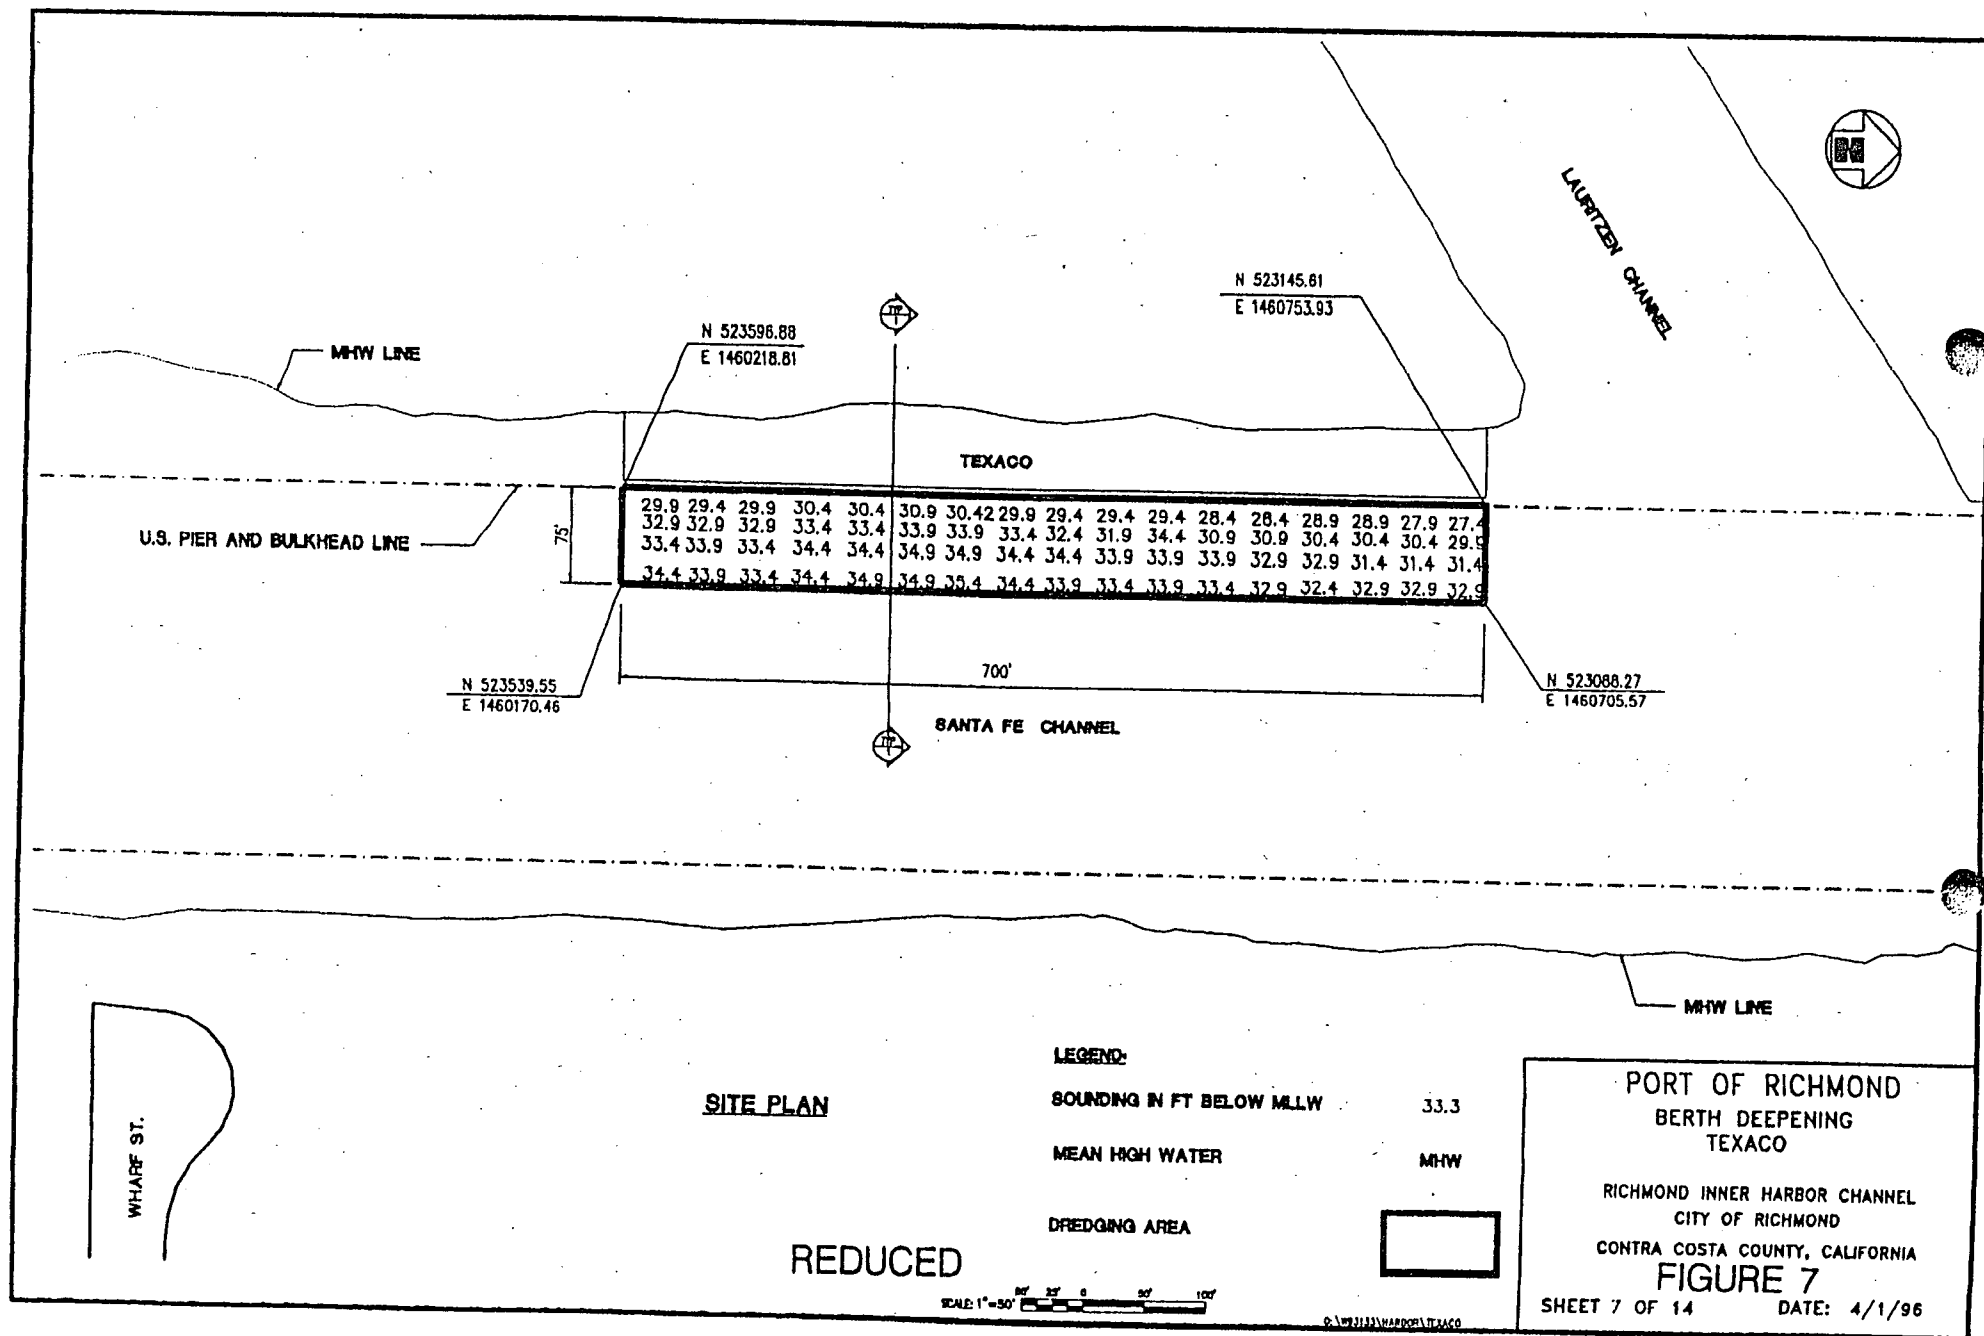 LAURITZEN CHANNEL
N 523145.61
E 1460753.93
N 523596.88
E 1460218.81
MHW LINE
TEXACO
29.9 29.4 29.9 30.4 30.4 30.9 30.42 29.9 29.4 29.4 29.4 28.4 28.4 28.9 28.9 27.9 27.4
32.9 32.9 32.9 33.4 33.4 33.9 33.9 33.4 32.4 31.9 34.4 30.9 30.9 30.4 30.4 30.4 29.9
33.4 33.9 33.4 34.4 34.4 34.9 34.9 34.4 34.4 33.9 33.9 33.9 32.9 32.9 31.4 31.4 31.4
34.4 33.9 33.4 34.4 34.9 34.9 35.4 34.4 33.9 33.4 33.9 33.4 32.9 32.4 32.9 32.9 32.9
75'
U.S. PIER AND BULKHEAD LINE
700'
N 523539.55
E 1460170.46
N 523088.27
E 1460705.57
SANTA FE CHANNEL
MHW LINE
WHARF ST.
SITE PLAN
LEGEND:
SOUNDING IN FT BELOW MLLW 33.3
MEAN HIGH WATER MHW
DREDGING AREA
REDUCED
SCALE: 1"=50' 50' 25' 0 50' 100'
PORT OF RICHMOND
BERTH DEEPENING
TEXACO
RICHMOND INNER HARBOR CHANNEL
CITY OF RICHMOND
CONTRA COSTA COUNTY, CALIFORNIA
FIGURE 7
SHEET 7 OF 14 DATE: 4/1/96